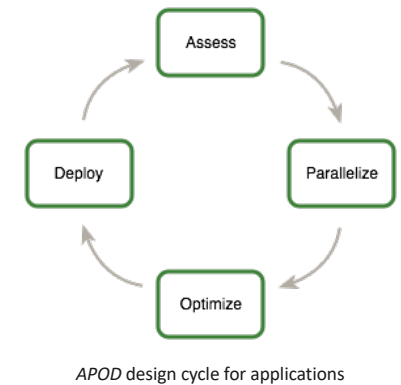 Assess
Deploy
Parallelize
Optimize
APOD design cycle for applications